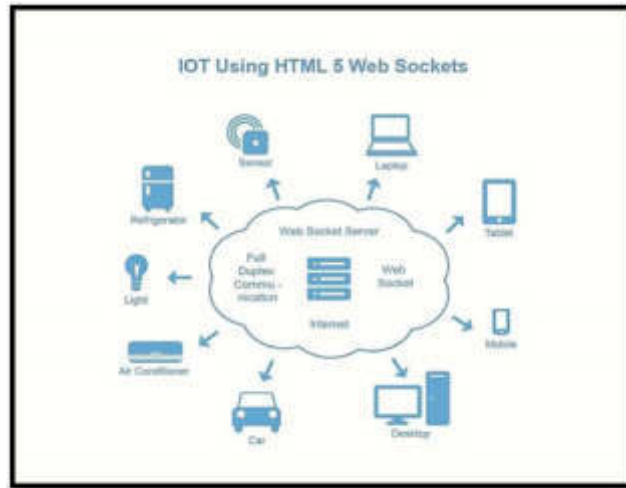 IOT Using HTML 5 Web Sockets
Sensor
Laptop
Refrigerator
Tablet
Web Socket Server
Full
Duplex
Commu -
nication
Web
Socket
Light
Internet
Mobile
Air Conditioner
Car
Desktop